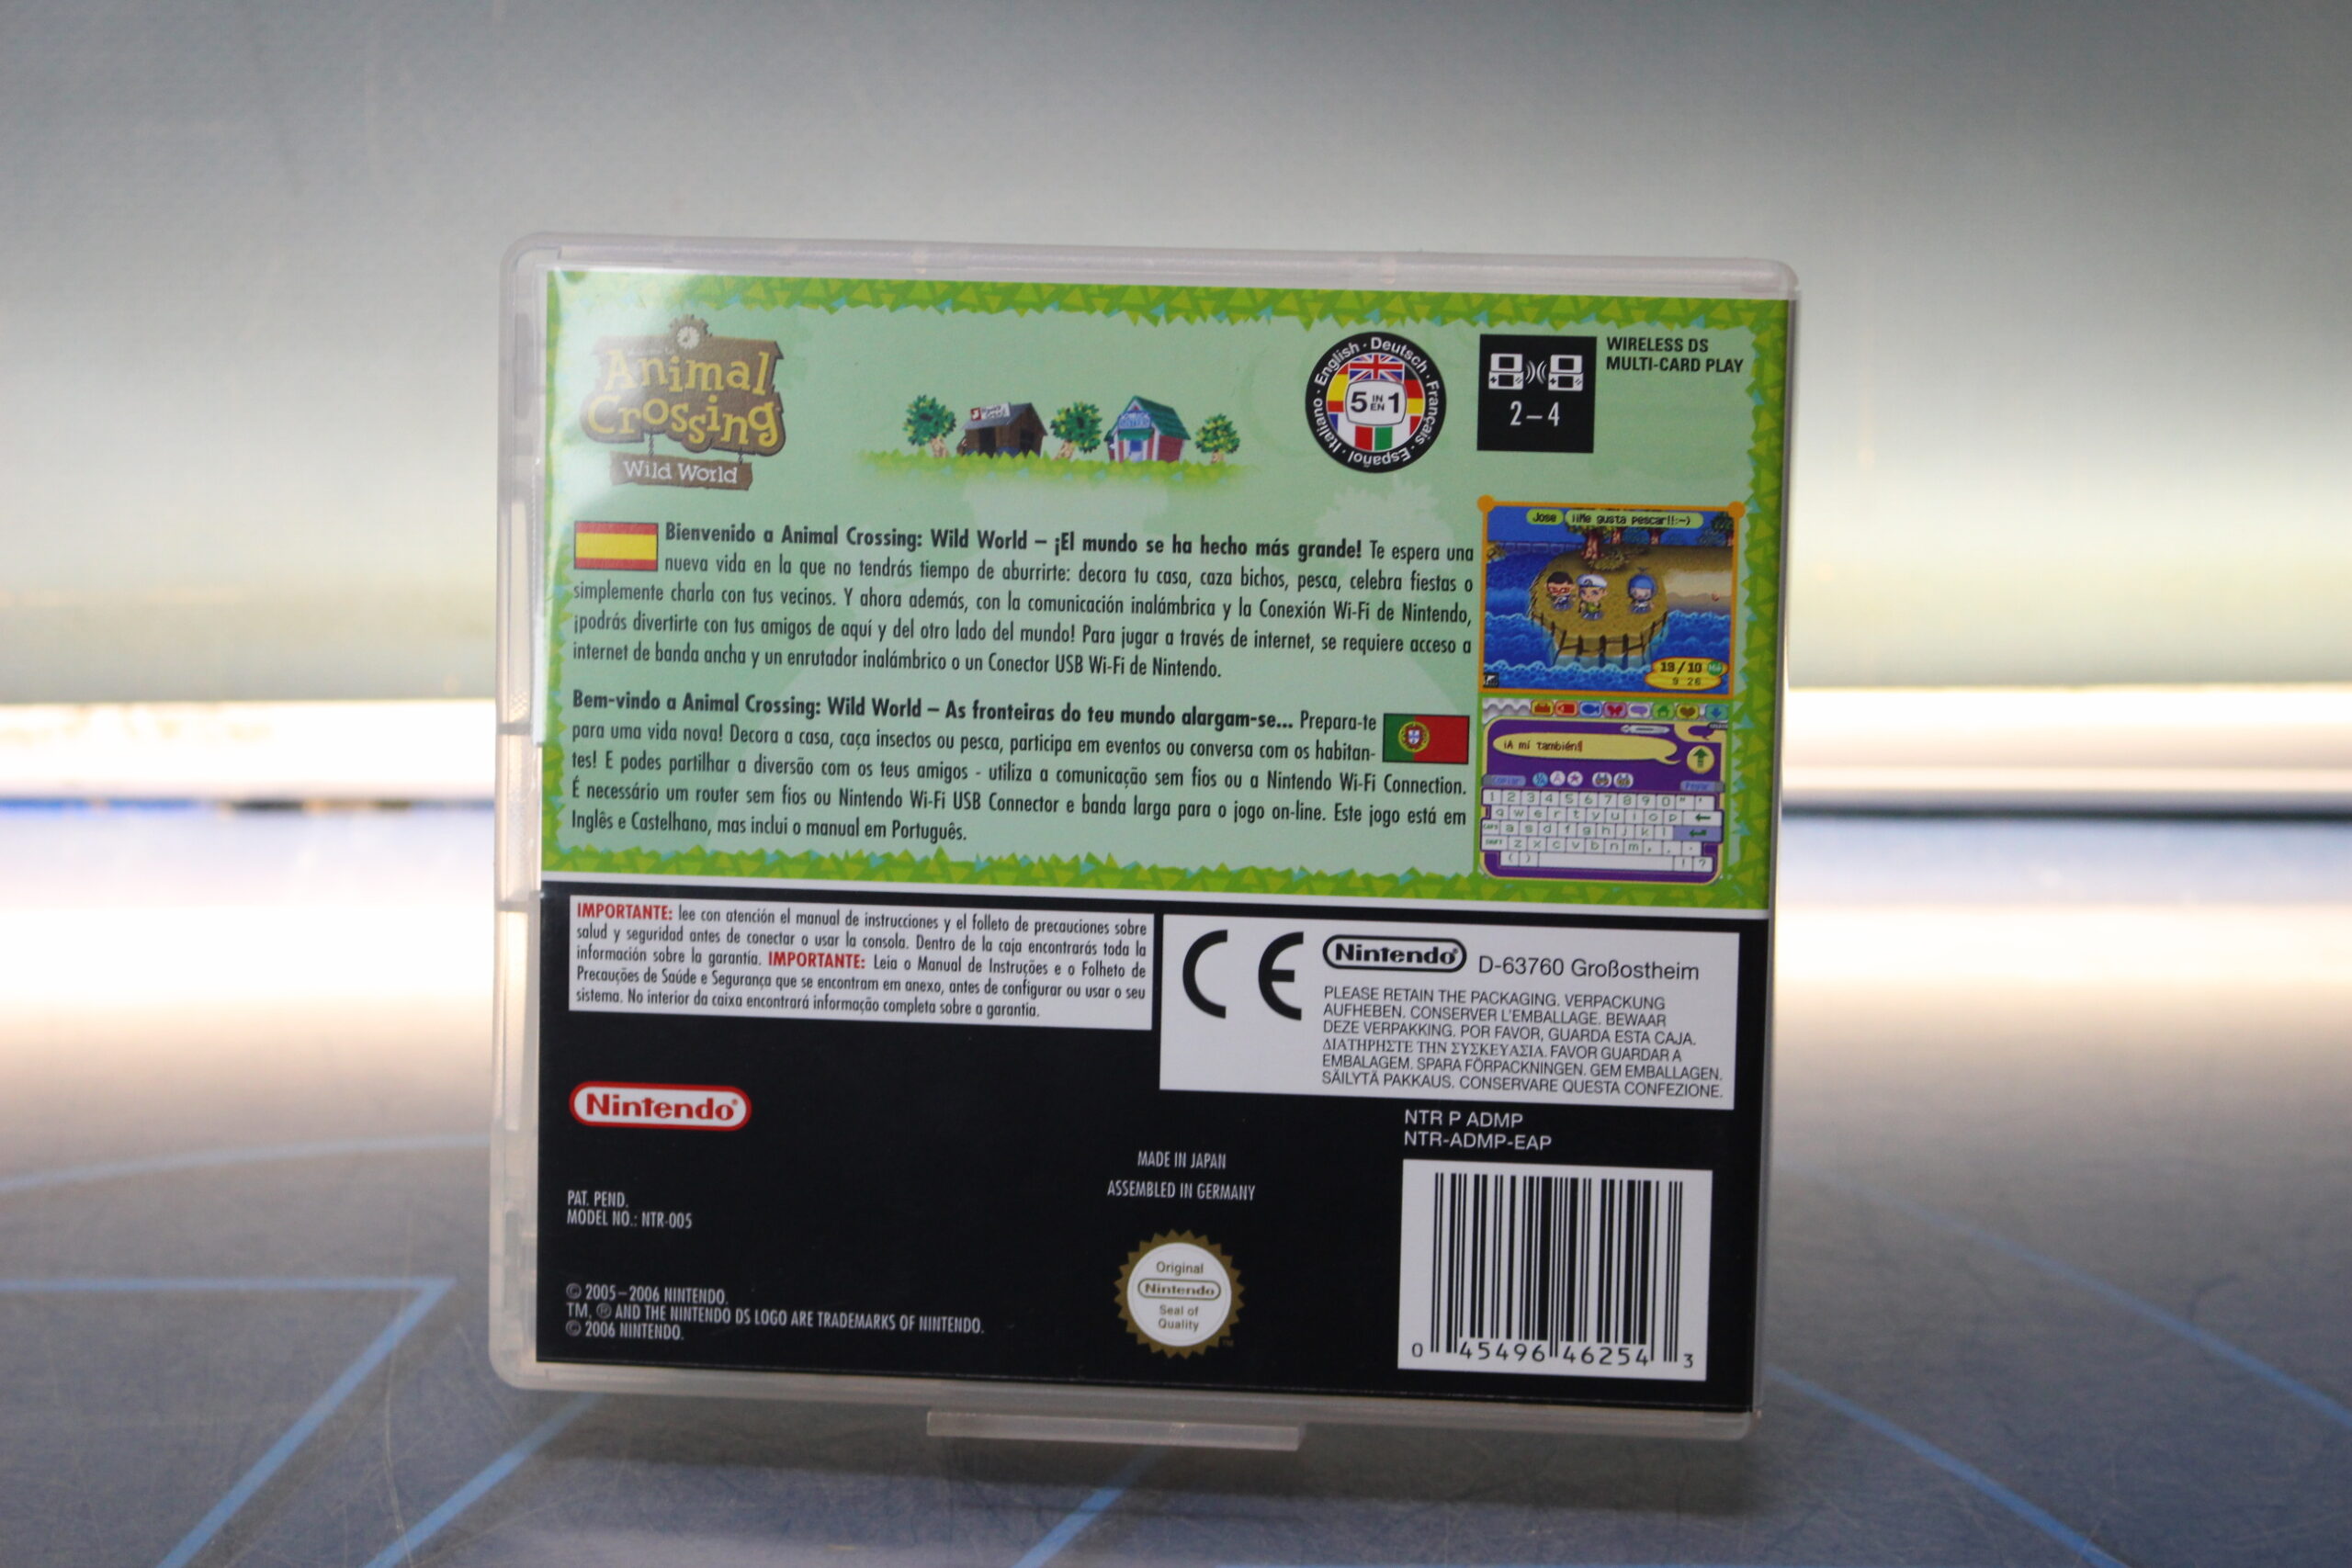 Animal
Crossing
Wild World
English · Deutsch · Français · Español · Italiano ·
5 IN EN 1
2–4
WIRELESS DS
MULTI-CARD PLAY
Bienvenido a Animal Crossing: Wild World – ¡El mundo se ha hecho más grande! Te espera una
nueva vida en la que no tendrás tiempo de aburrirte: decora tu casa, caza bichos, pesca, celebra fiestas o
simplemente charla con tus vecinos. Y ahora además, con la comunicación inalámbrica y la Conexión Wi-Fi de Nintendo,
¡podrás divertirte con tus amigos de aquí y del otro lado del mundo! Para jugar a través de internet, se requiere acceso a
internet de banda ancha y un enrutador inalámbrico o un Conector USB Wi-Fi de Nintendo.
Bem-vindo a Animal Crossing: Wild World – As fronteiras do teu mundo alargam-se... Prepara-te
para uma vida nova! Decora a casa, caça insectos ou pesca, participa em eventos ou conversa com os habitan-
tes! E podes partilhar a diversão com os teus amigos - utiliza a comunicação sem fios ou a Nintendo Wi-Fi Connection.
É necessário um router sem fios ou Nintendo Wi-Fi USB Connector e banda larga para o jogo on-line. Este jogo está em
Inglês e Castelhano, mas inclui o manual em Português.
Jose ¡¡Me gusta pescar!!:-)
13/10
9 26
¡A mí también!
1 2 3 4 5 6 7 8 9 0 " '
q w e r t y u i o p
a s d f g h j k l
z x c v b n m , .
( ) ! ?
IMPORTANTE: lee con atención el manual de instrucciones y el folleto de precauciones sobre
salud y seguridad antes de conectar o usar la consola. Dentro de la caja encontrarás toda la
información sobre la garantía. IMPORTANTE: Leia o Manual de Instruções e o Folheto de
Precauções de Saúde e Segurança que se encontram em anexo, antes de configurar ou usar o seu
sistema. No interior da caixa encontrará informação completa sobre a garantia.
CE
Nintendo® D-63760 Großostheim
PLEASE RETAIN THE PACKAGING. VERPACKUNG
AUFHEBEN. CONSERVER L'EMBALLAGE. BEWAAR
DEZE VERPAKKING. POR FAVOR, GUARDA ESTA CAJA.
ΔΙΑΤΗΡΗΣΤΕ ΤΗΝ ΣΥΣΚΕΥΑΣΙΑ. FAVOR GUARDAR A
EMBALAGEM. SPARA FÖRPACKNINGEN. GEM EMBALLAGEN.
SÄILYTÄ PAKKAUS. CONSERVARE QUESTA CONFEZIONE.
Nintendo®
NTR P ADMP
NTR-ADMP-EAP
MADE IN JAPAN
ASSEMBLED IN GERMANY
PAT. PEND.
MODEL NO.: NTR-005
Original
Nintendo
Seal of
Quality
TM
© 2005–2006 NINTENDO.
TM, ® AND THE NINTENDO DS LOGO ARE TRADEMARKS OF NINTENDO.
© 2006 NINTENDO.
0 45496 46254 3